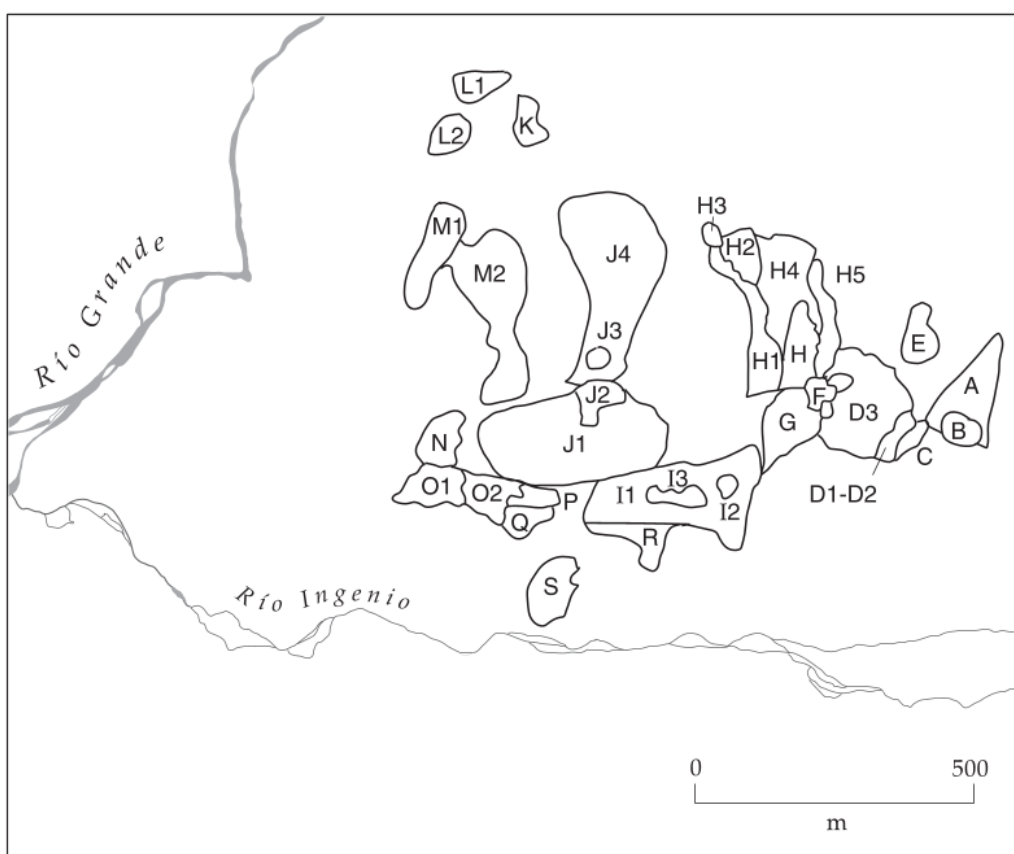 L1
L2
K
M1
M2
J4
J3
J2
J1
H3
H2
H4
H5
H1
H
F
E
A
B
C
D3
D1-D2
G
N
O1
O2
P
Q
I1
I3
I2
R
S
Río Grande
Río Ingenio
0 500
m